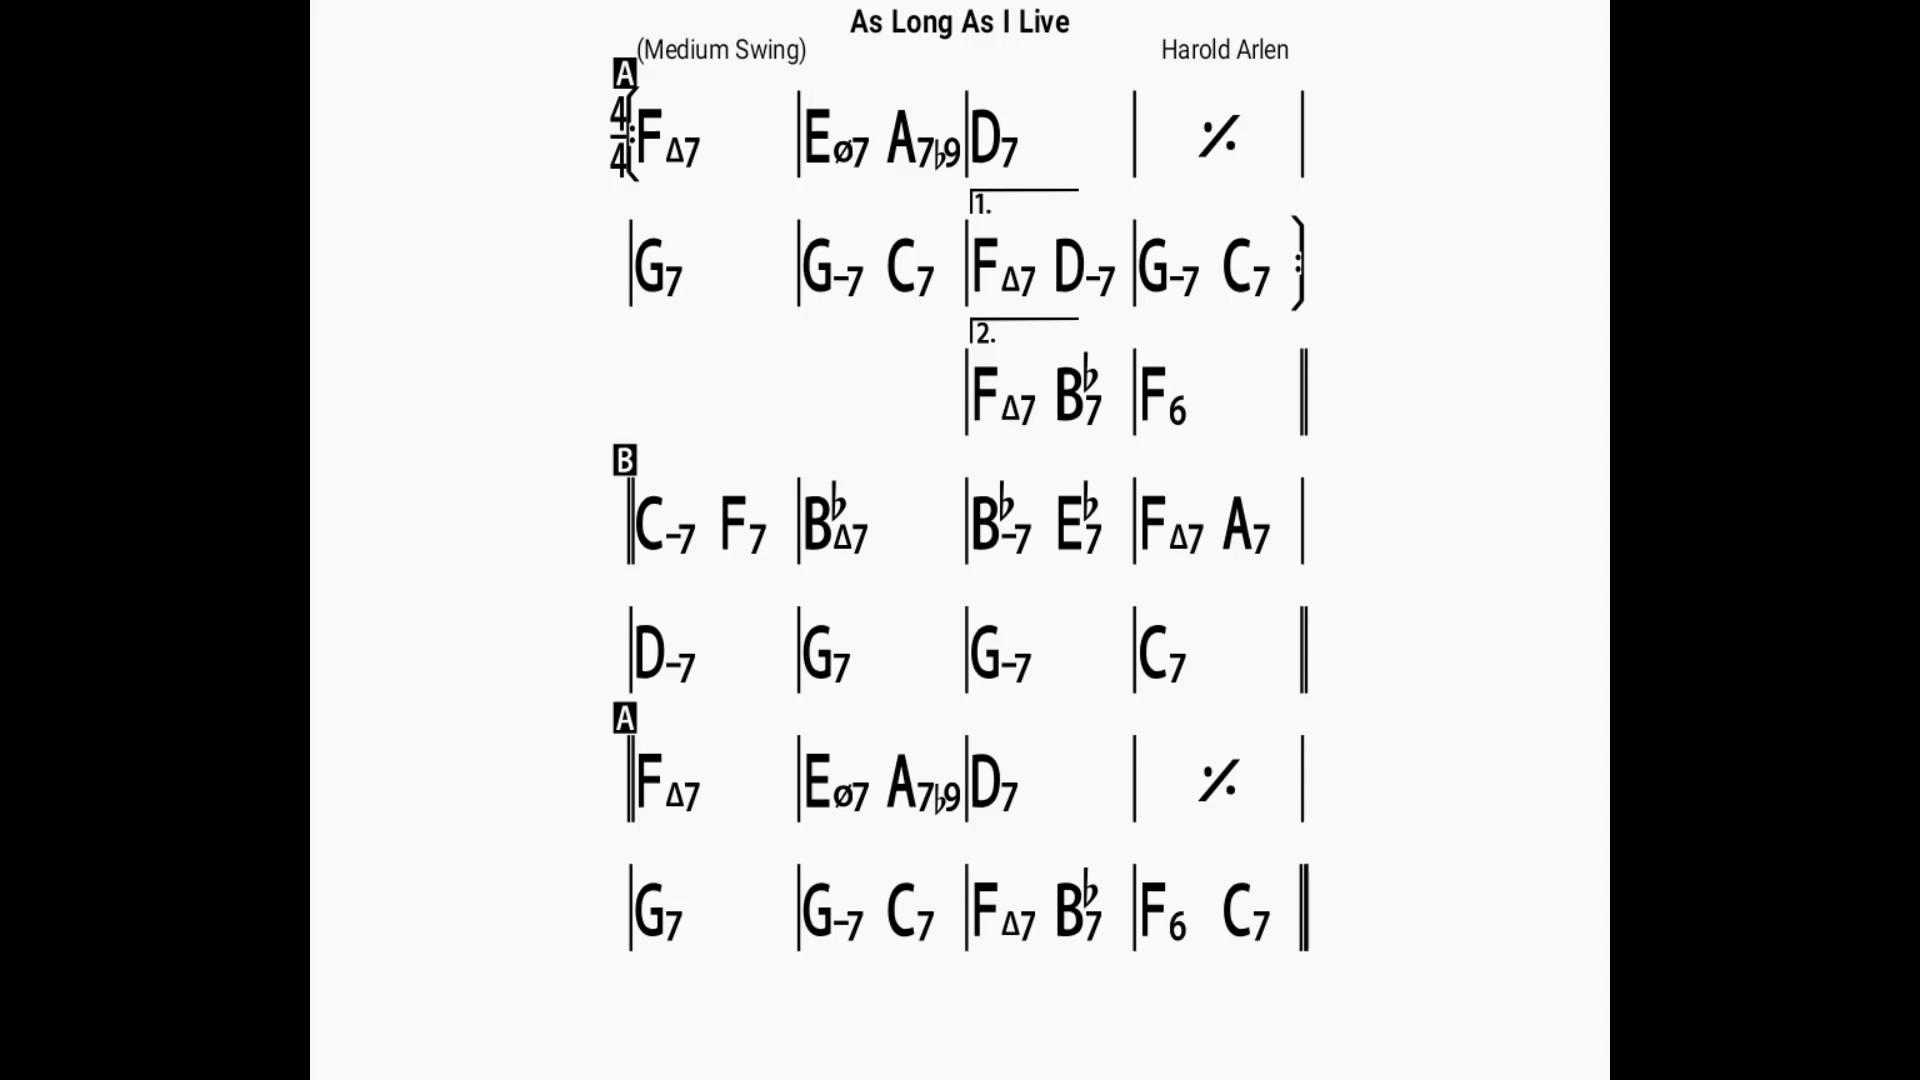 As Long As I Live
(Medium Swing) Harold Arlen
A
4/4 FΔ7 | Eø7 A7♭9 | D7 | 𝄎 |
1.
| G7 | G–7 C7 | FΔ7 D–7 | G–7 C7 :
2.
| FΔ7 B♭7 | F6 ||
B
|| C–7 F7 | B♭Δ7 | B♭–7 E♭7 | FΔ7 A7 |
| D–7 | G7 | G–7 | C7 ||
A
|| FΔ7 | Eø7 A7♭9 | D7 | 𝄎 |
| G7 | G–7 C7 | FΔ7 B♭7 | F6 C7 ||